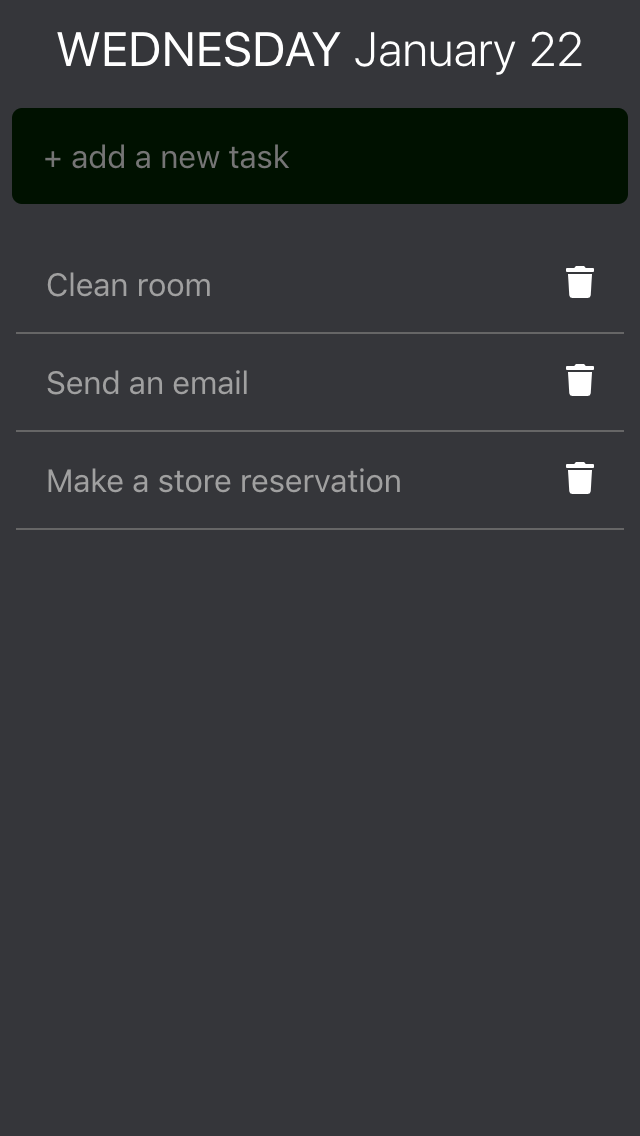 WEDNESDAY January 22
+ add a new task
Clean room
Send an email
Make a store reservation